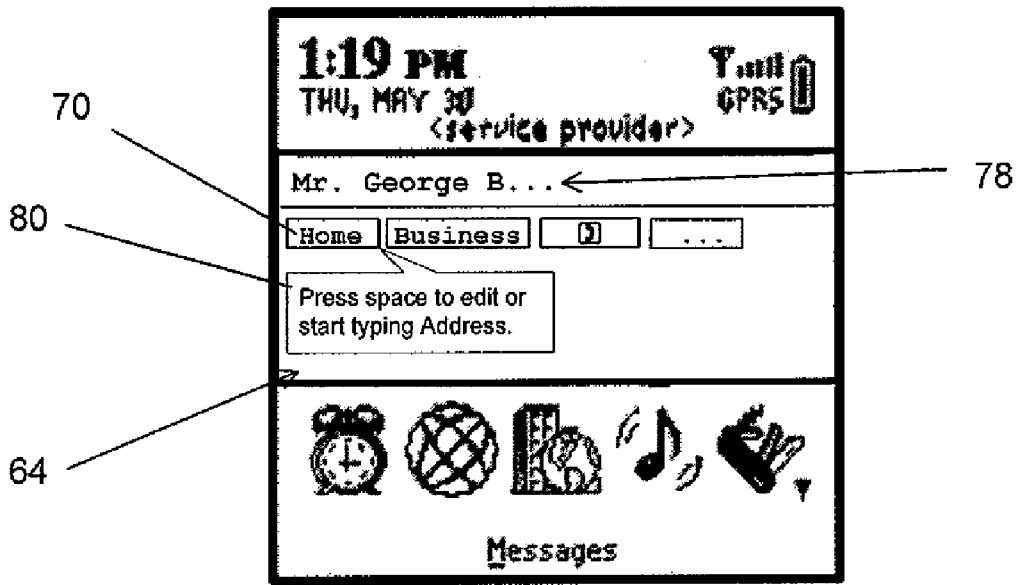 1:19 PM
THU, MAY 30
GPRS
<service provider>
70
Mr. George B...
78
80
Home Business ...
Press space to edit or
start typing Address.
64
Messages